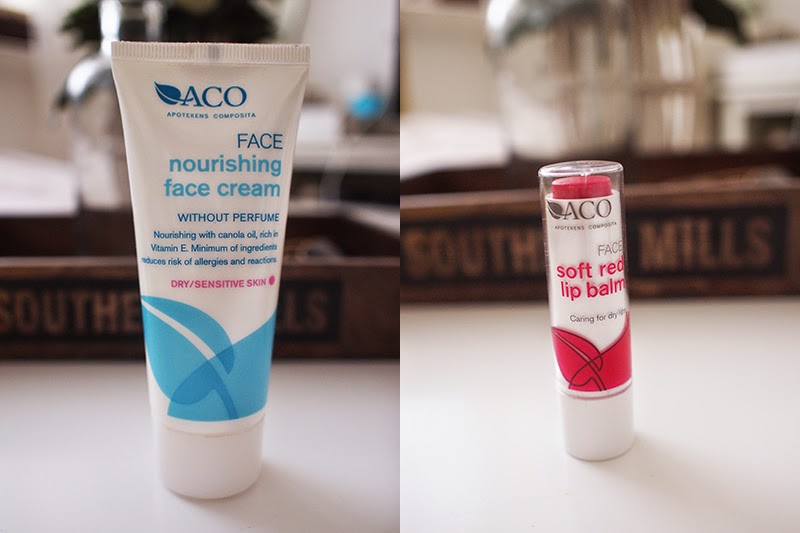 ACO
APOTEKENS COMPOSITA
FACE
nourishing
face cream
WITHOUT PERFUME
Nourishing with canola oil, rich in
Vitamin E. Minimum of ingredients
reduces risk of allergies and reactions.
DRY/SENSITIVE SKIN
SOUTHE
LLS
ACO
APOTEKENS COMPOSITA
FACE
soft red
lip balm
Caring for dry lips
SOUTHE MILLS